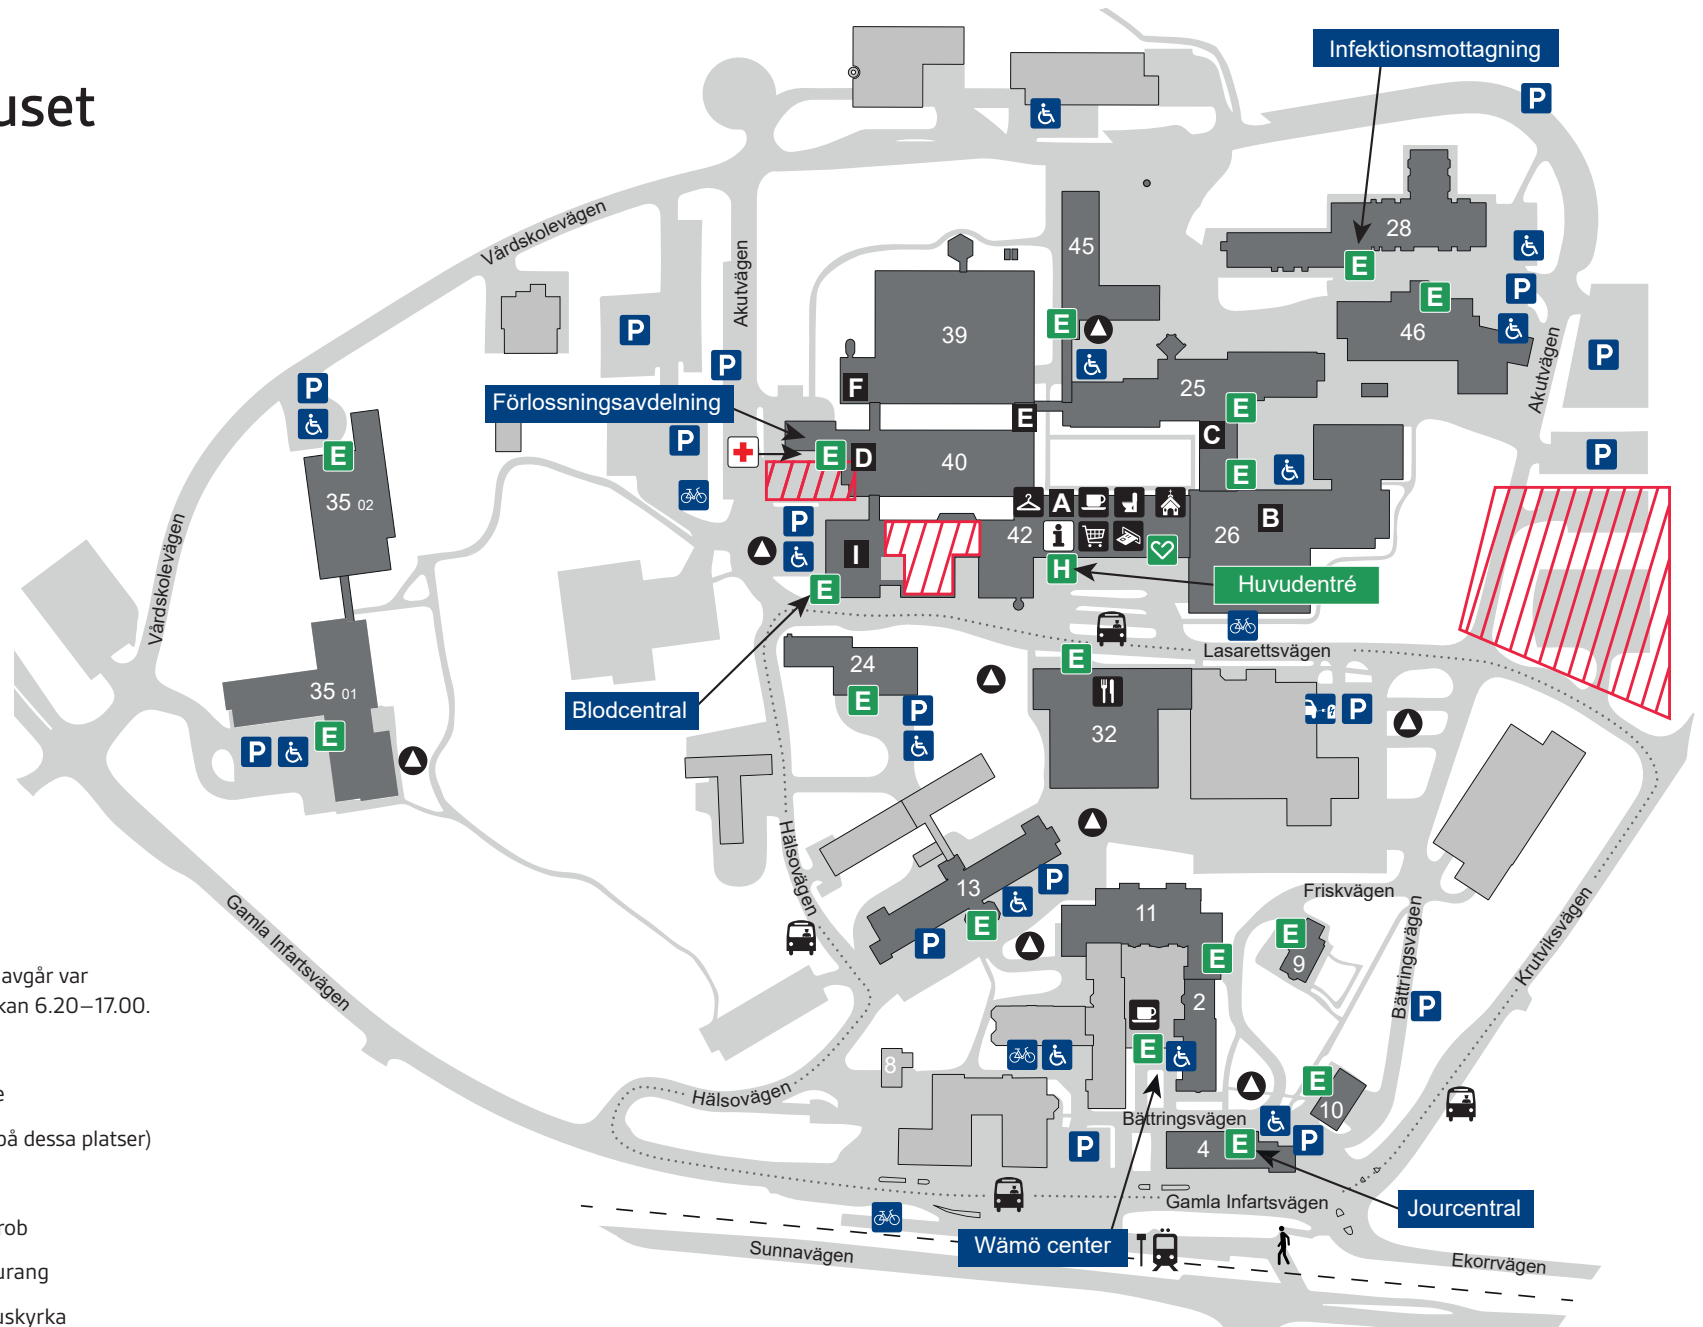 uset
Infektionsmottagning
P
Vårdskolevägen
Akutvägen
45
28
E
E
46
P
P
P
39
E
25
E
Akutvägen
P
P
F
Förlossningsavdelning
E
C
P
E
35 02
P
E
D
40
E
P
A
B
I
42
i
26
P
H
Huvudentré
E
Vårdskolevägen
Lasarettsvägen
24
E
E
35 01
Blodcentral
P
P
E
P
32
Hälsovägen
13
P
E
P
11
Friskvägen
E
9
E
Bättringsvägen
Krutviksvägen
Gamla Infartsvägen
avgår var
kan 6.20–17.00.
2
P
E
8
Hälsovägen
E
10
Bättringsvägen
e
på dessa platser)
P
4
E
P
Gamla Infartsvägen
Jourcentral
rob
Wämö center
Sunnavägen
Ekorrvägen
urang
uskyrka